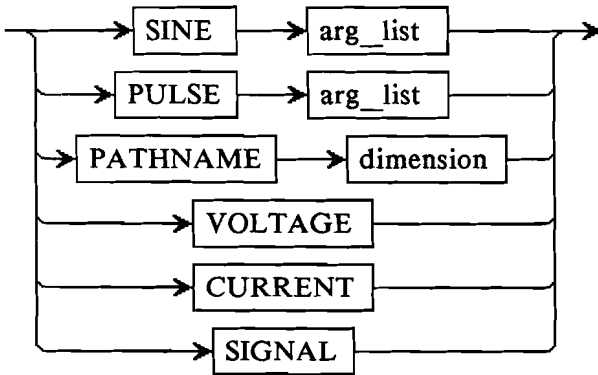 SINE arg_list
PULSE arg_list
PATHNAME dimension
VOLTAGE
CURRENT
SIGNAL